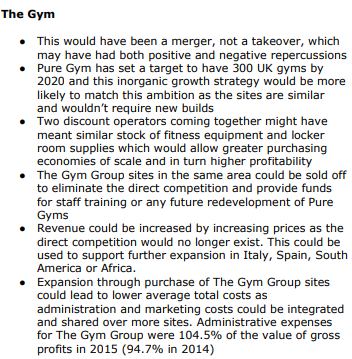 The Gym
● This would have been a merger, not a takeover, which
may have had both positive and negative repercussions
● Pure Gym has set a target to have 300 UK gyms by
2020 and this inorganic growth strategy would be more
likely to match this ambition as the sites are similar
and wouldn't require new builds
● Two discount operators coming together might have
meant similar stock of fitness equipment and locker
room supplies which would allow greater purchasing
economies of scale and in turn higher profitability
● The Gym Group sites in the same area could be sold off
to eliminate the direct competition and provide funds
for staff training or any future redevelopment of Pure
Gyms
● Revenue could be increased by increasing prices as the
direct competition would no longer exist. This could be
used to support further expansion in Italy, Spain, South
America or Africa.
● Expansion through purchase of The Gym Group sites
could lead to lower average total costs as
administration and marketing costs could be integrated
and shared over more sites. Administrative expenses
for The Gym Group were 104.5% of the value of gross
profits in 2015 (94.7% in 2014)